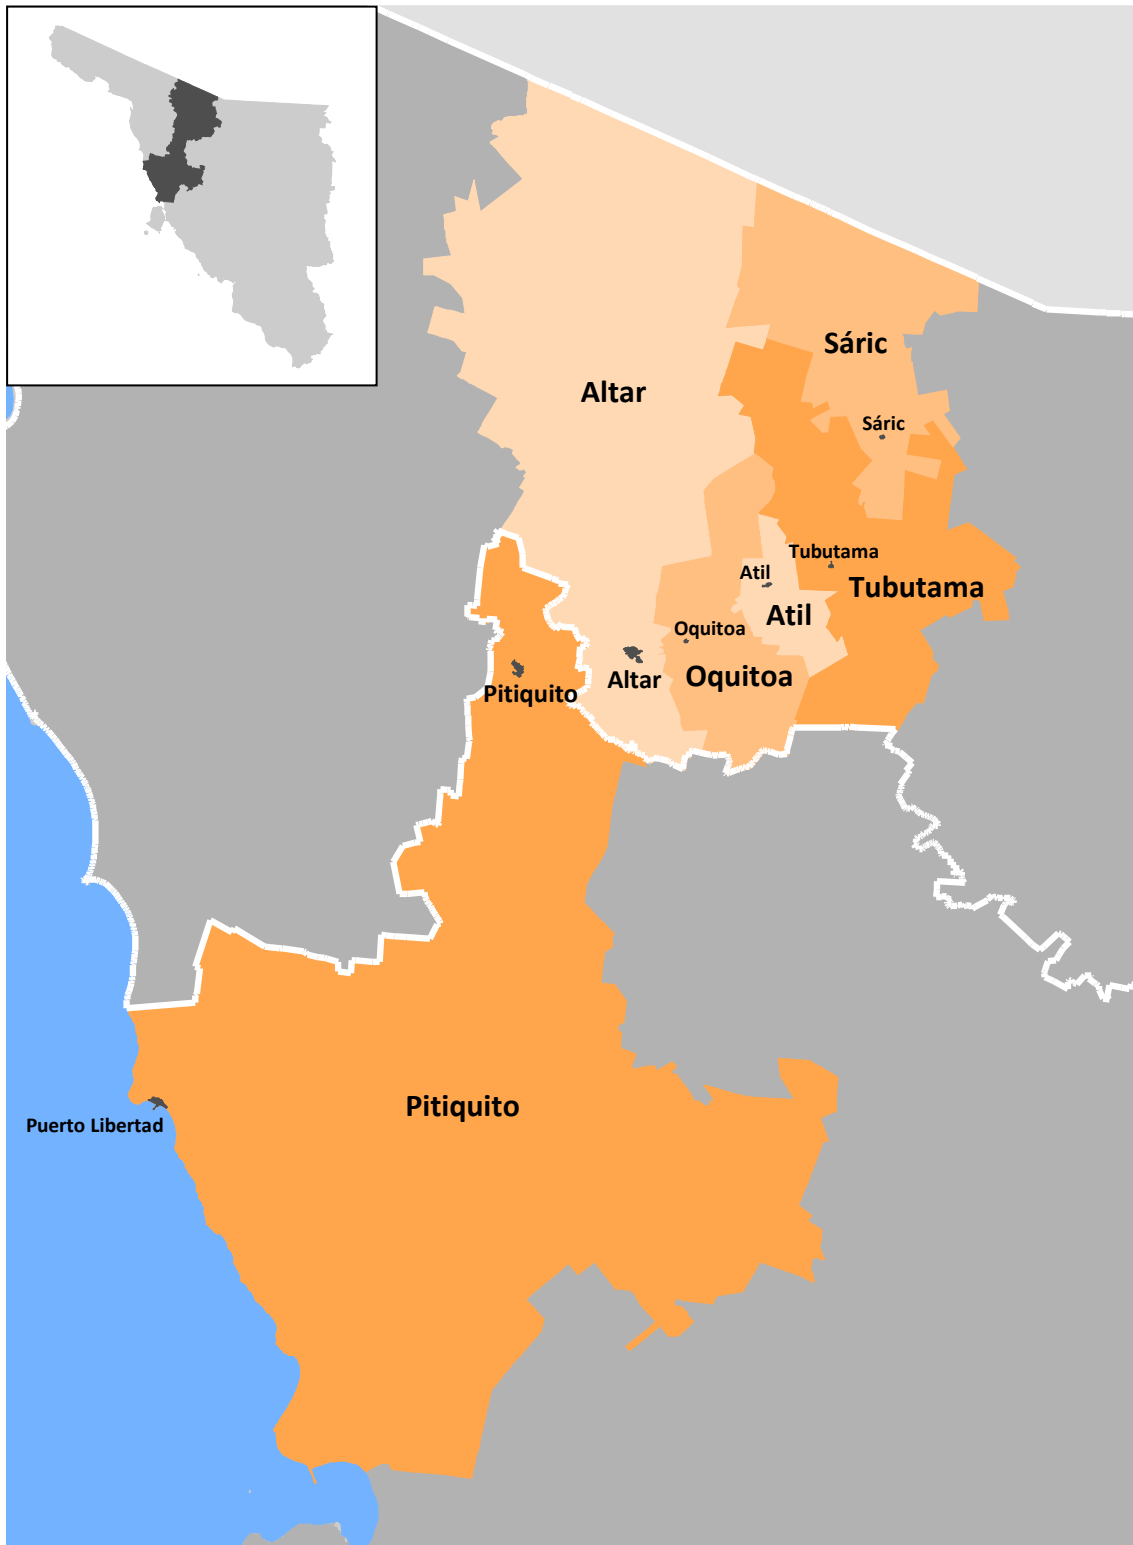 Sáric
Altar
Sáric
Tubutama
Atil
Tubutama
Atil
Oquitoa
Oquitoa
Altar
Pitiquito
Pitiquito
Puerto Libertad